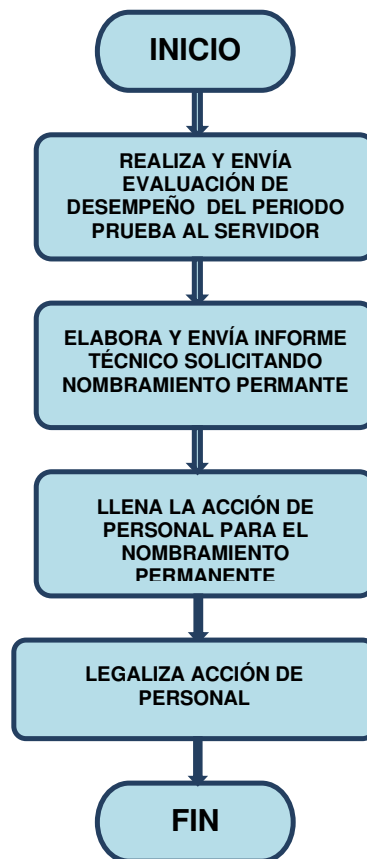 INICIO
REALIZA Y ENVÍA
EVALUACIÓN DE
DESEMPEÑO DEL PERIODO
PRUEBA AL SERVIDOR
ELABORA Y ENVÍA INFORME
TÉCNICO SOLICITANDO
NOMBRAMIENTO PERMANTE
LLENA LA ACCIÓN DE
PERSONAL PARA EL
NOMBRAMIENTO
PERMANENTE
LEGALIZA ACCIÓN DE
PERSONAL
FIN